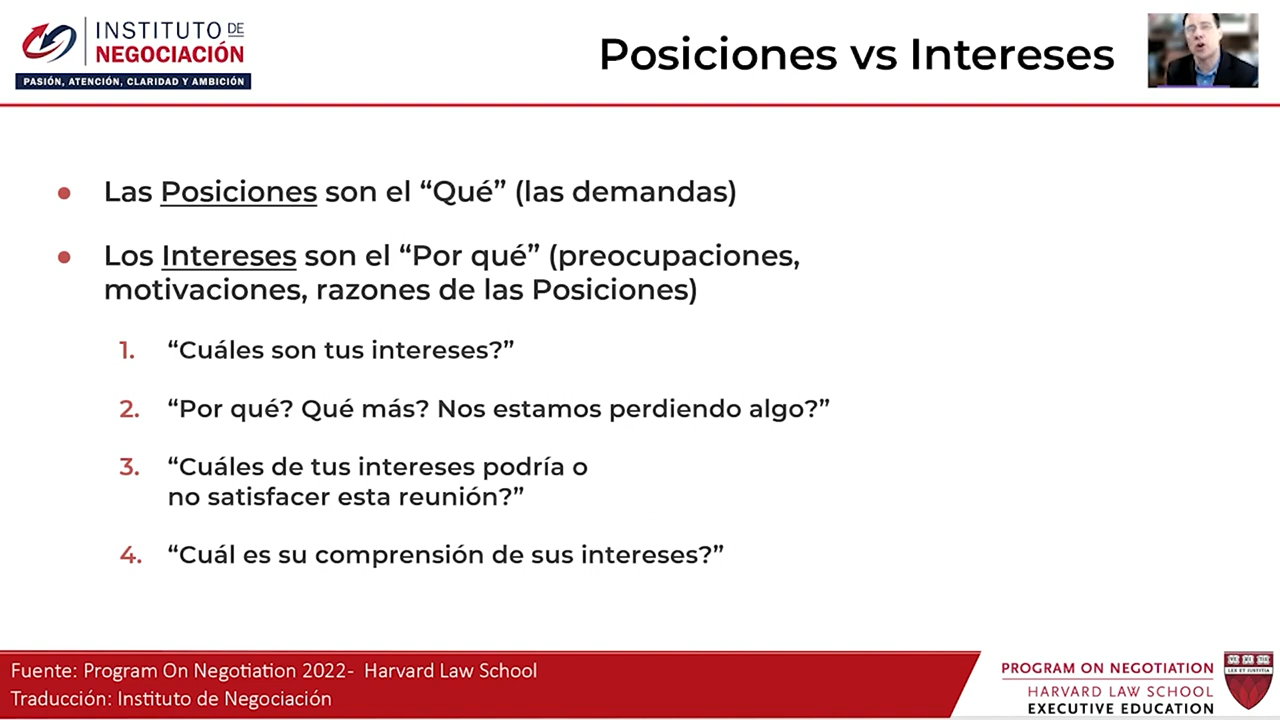 INSTITUTO DE
NEGOCIACIÓN
PASIÓN, ATENCIÓN, CLARIDAD Y AMBICIÓN
Posiciones vs Intereses
● Las Posiciones son el “Qué” (las demandas)
● Los Intereses son el “Por qué” (preocupaciones,
motivaciones, razones de las Posiciones)
1. “Cuáles son tus intereses?”
2. “Por qué? Qué más? Nos estamos perdiendo algo?”
3. “Cuáles de tus intereses podría o
no satisfacer esta reunión?”
4. “Cuál es su comprensión de sus intereses?”
Fuente: Program On Negotiation 2022- Harvard Law School
Traducción: Instituto de Negociación
PROGRAM ON NEGOTIATION
HARVARD LAW SCHOOL
EXECUTIVE EDUCATION
LEX ET IUSTITIA